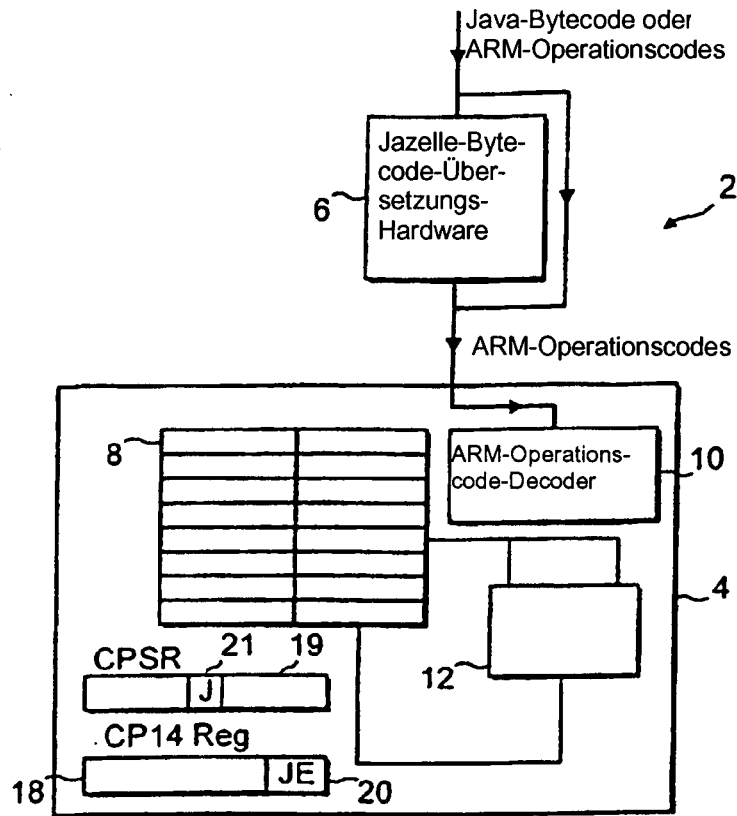 Java-Bytecode oder
ARM-Operationscodes
Jazelle-Byte-
code-Über-
setzungs-
Hardware
6
2
ARM-Operationscodes
8
ARM-Operations-
code-Decoder
10
4
12
CPSR
21
19
J
CP14 Reg
18
JE
20